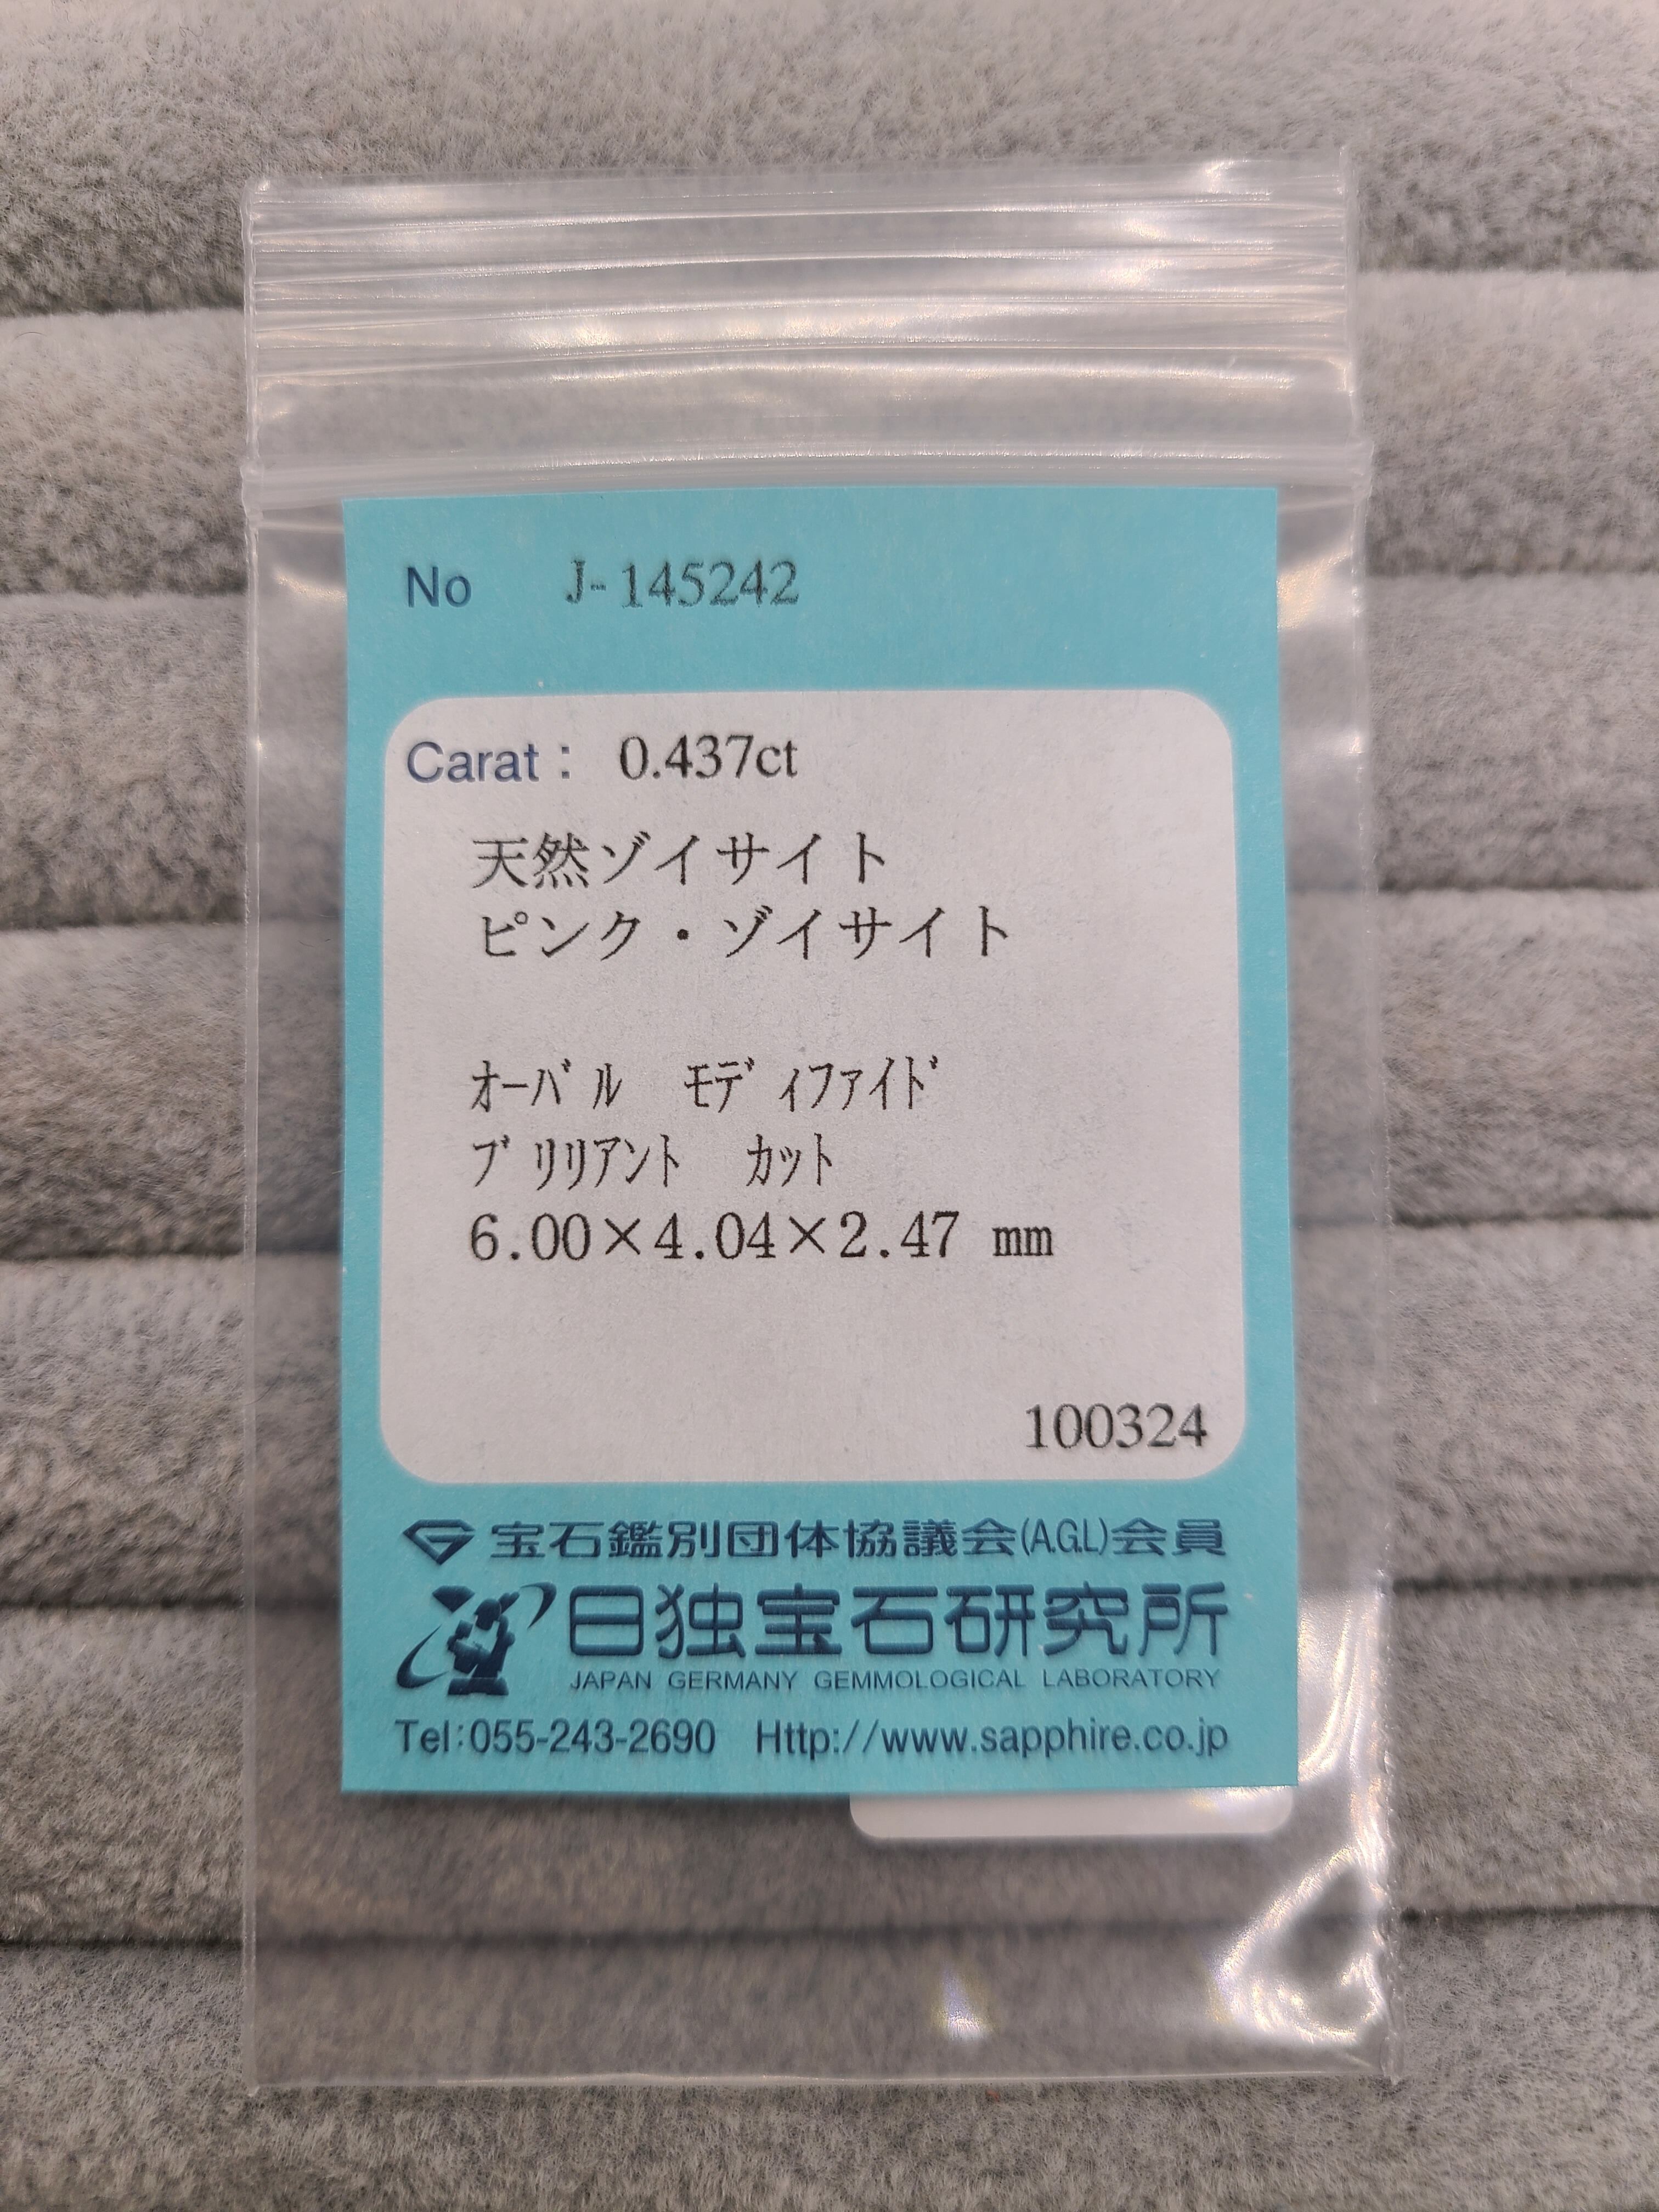 No J-145242
Carat： 0.437ct
天然ゾイサイト
ピンク・ゾイサイト
ｵｰﾊﾞﾙ ﾓﾃﾞｨﾌｧｲﾄﾞ
ﾌﾞﾘﾘｱﾝﾄ ｶｯﾄ
6.00×4.04×2.47 mm
100324
宝石鑑別団体協議会(A.G.L)会員
日独宝石研究所
JAPAN GERMANY GEMMOLOGICAL LABORATORY
Tel:055-243-2690 Http://www.sapphire.co.jp